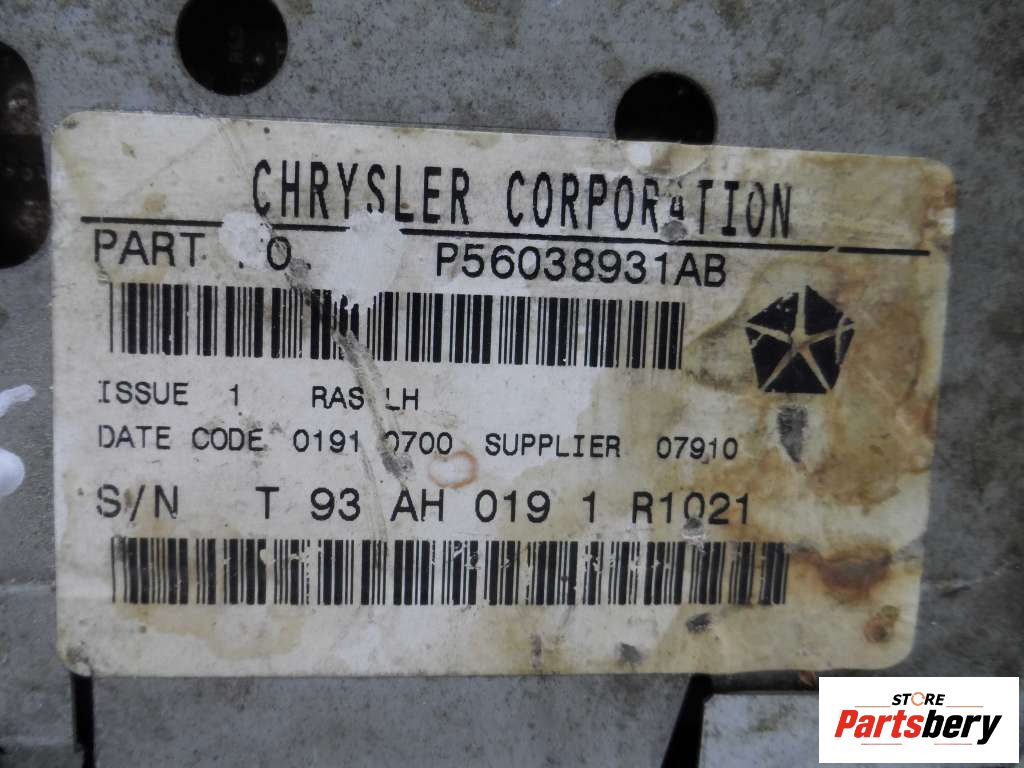 CHRYSLER CORPORATION
PART .O. P56038931AB
ISSUE 1 RAS LH
DATE CODE 0191 0700 SUPPLIER 07910
S/N T 93 AH 019 1 R1021
STORE
Partsbery